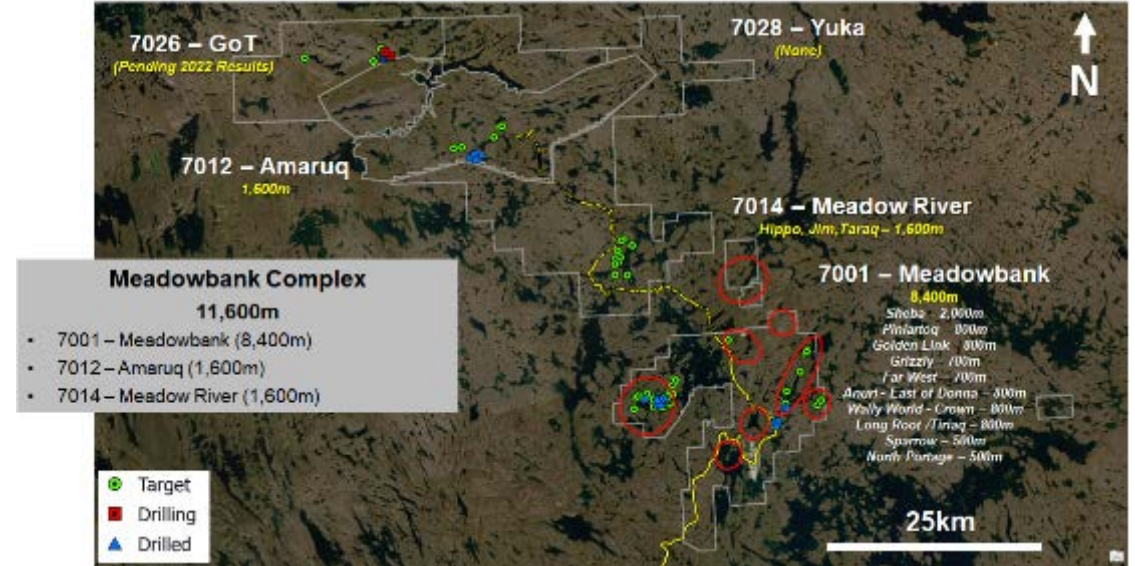 7026 – GoT
(Pending 2022 Results)
7028 – Yuka
(None)
N
7012 – Amaruq
1,600m
7014 – Meadow River
Hippo, Jim, Taraq – 1,600m
Meadowbank Complex
11,600m
• 7001 – Meadowbank (8,400m)
• 7012 – Amaruq (1,600m)
• 7014 – Meadow River (1,600m)
7001 – Meadowbank
8,400m
Sheba – 2,000m
– 800m
Golden Link – 800m
Grizzly – 700m
Far West – 700m
Anuri - East of Donna – 800m
Wally World - Crown – 800m
Long Root /Tiriaq – 800m
Sparrow – 500m
North Portage – 500m
Target
Drilling
Drilled
25km